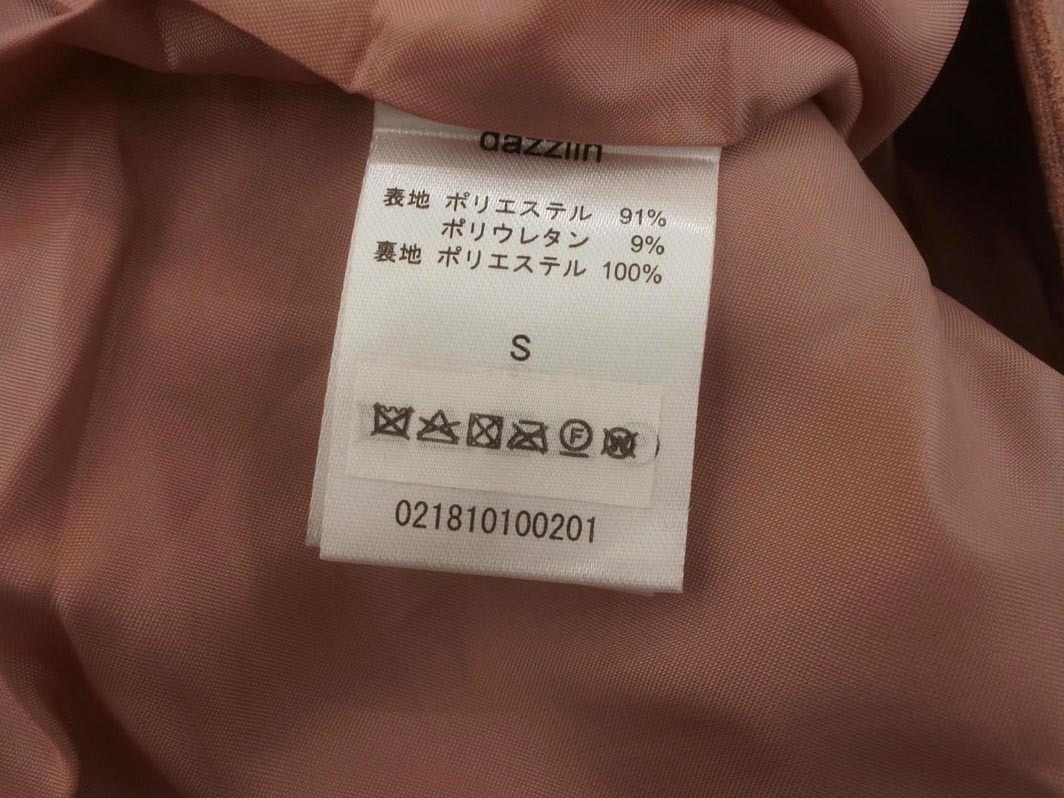 dazzlin
表地 ポリエステル 91%
ポリウレタン 9%
裏地 ポリエステル 100%
S
F W
021810100201